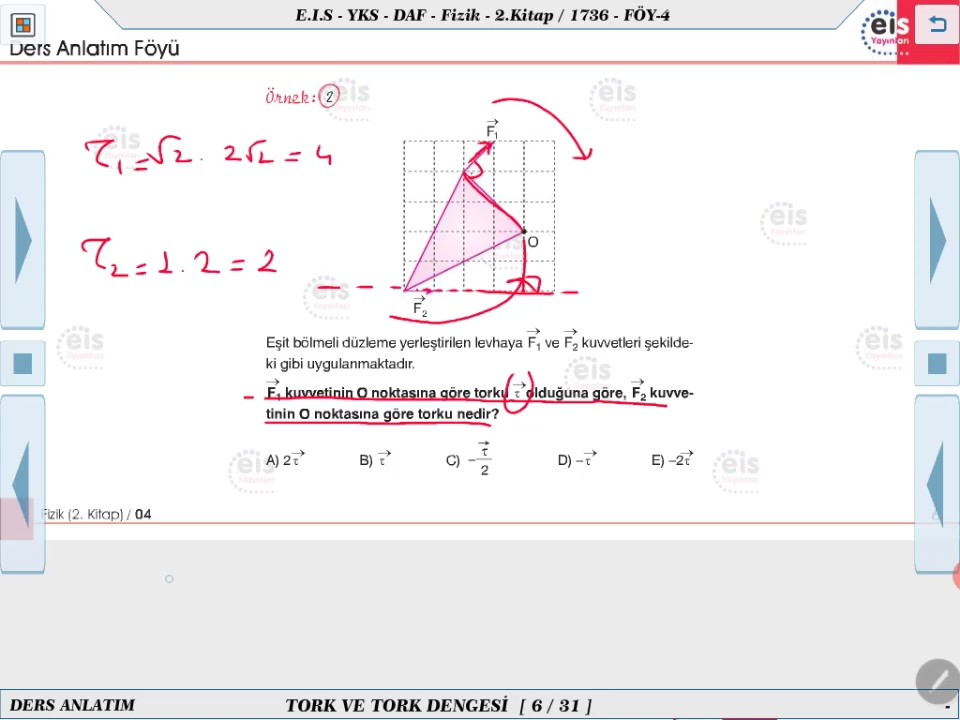 E.I.S - YKS - DAF - Fizik - 2.Kitap / 1736 - FÖY-4
eis
Yayınları
Ders Anlatım Föyü
Örnek: 2
τ₁ = √2 . 2√2 = 4
τ₂ = 1 . 2 = 2
F₁
O
F₂
Eşit bölmeli düzleme yerleştirilen levhaya F₁ ve F₂ kuvvetleri şekilde-
ki gibi uygulanmaktadır.
F₁ kuvvetinin O noktasına göre torku τ olduğuna göre, F₂ kuvve-
tinin O noktasına göre torku nedir?
A) 2τ B) τ C) −τ/2 D) −τ E) −2τ
Fizik (2. Kitap) / 04
DERS ANLATIM TORK VE TORK DENGESİ [ 6 / 31 ] -